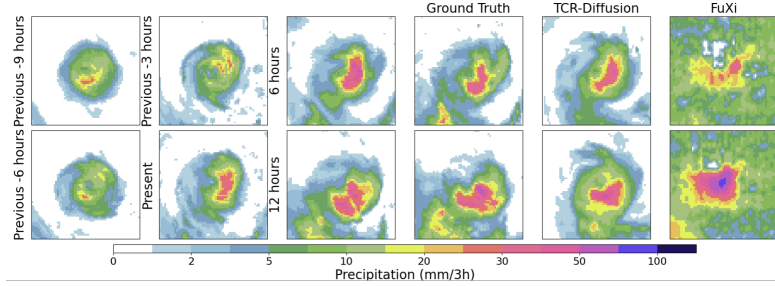 Ground Truth
TCR-Diffusion
FuXi
Previous -9 hours
Previous -3 hours
6 hours
Previous -6 hours
Present
12 hours
0 2 5 10 20 30 50 100
Precipitation (mm/3h)